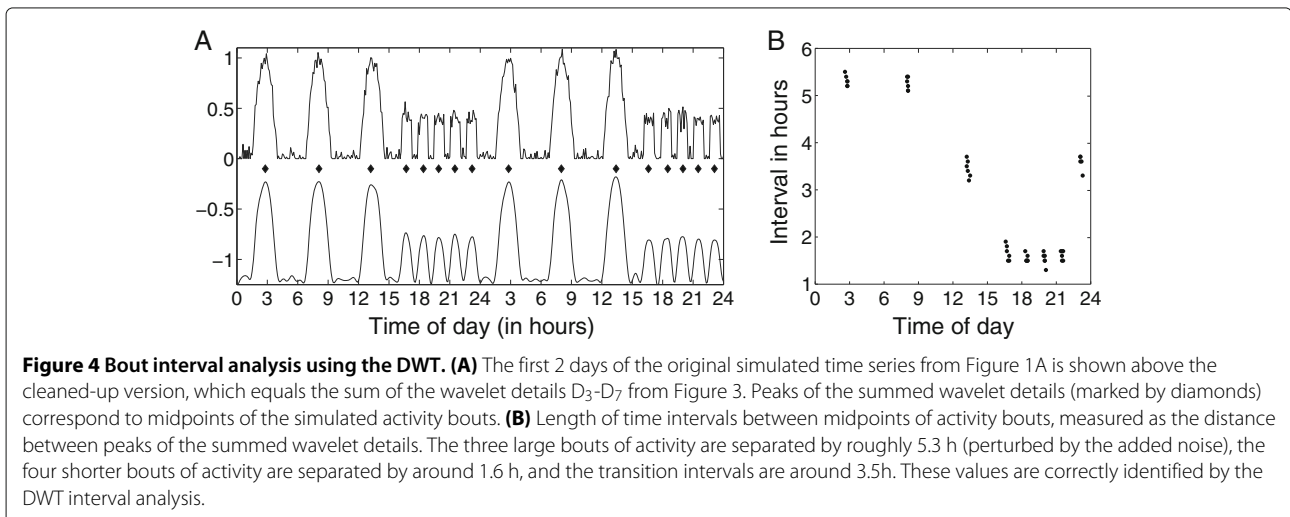 A
1
0.5
0
−0.5
−1
0 3 6 9 12 15 18 21 24 3 6 9 12 15 18 21 24
Time of day (in hours)
B
Interval in hours
6
5
4
3
2
1
0 3 6 9 12 15 18 21 24
Time of day
Figure 4 Bout interval analysis using the DWT. (A) The first 2 days of the original simulated time series from Figure 1A is shown above the
cleaned-up version, which equals the sum of the wavelet details D3-D7 from Figure 3. Peaks of the summed wavelet details (marked by diamonds)
correspond to midpoints of the simulated activity bouts. (B) Length of time intervals between midpoints of activity bouts, measured as the distance
between peaks of the summed wavelet details. The three large bouts of activity are separated by roughly 5.3 h (perturbed by the added noise), the
four shorter bouts of activity are separated by around 1.6 h, and the transition intervals are around 3.5h. These values are correctly identified by the
DWT interval analysis.